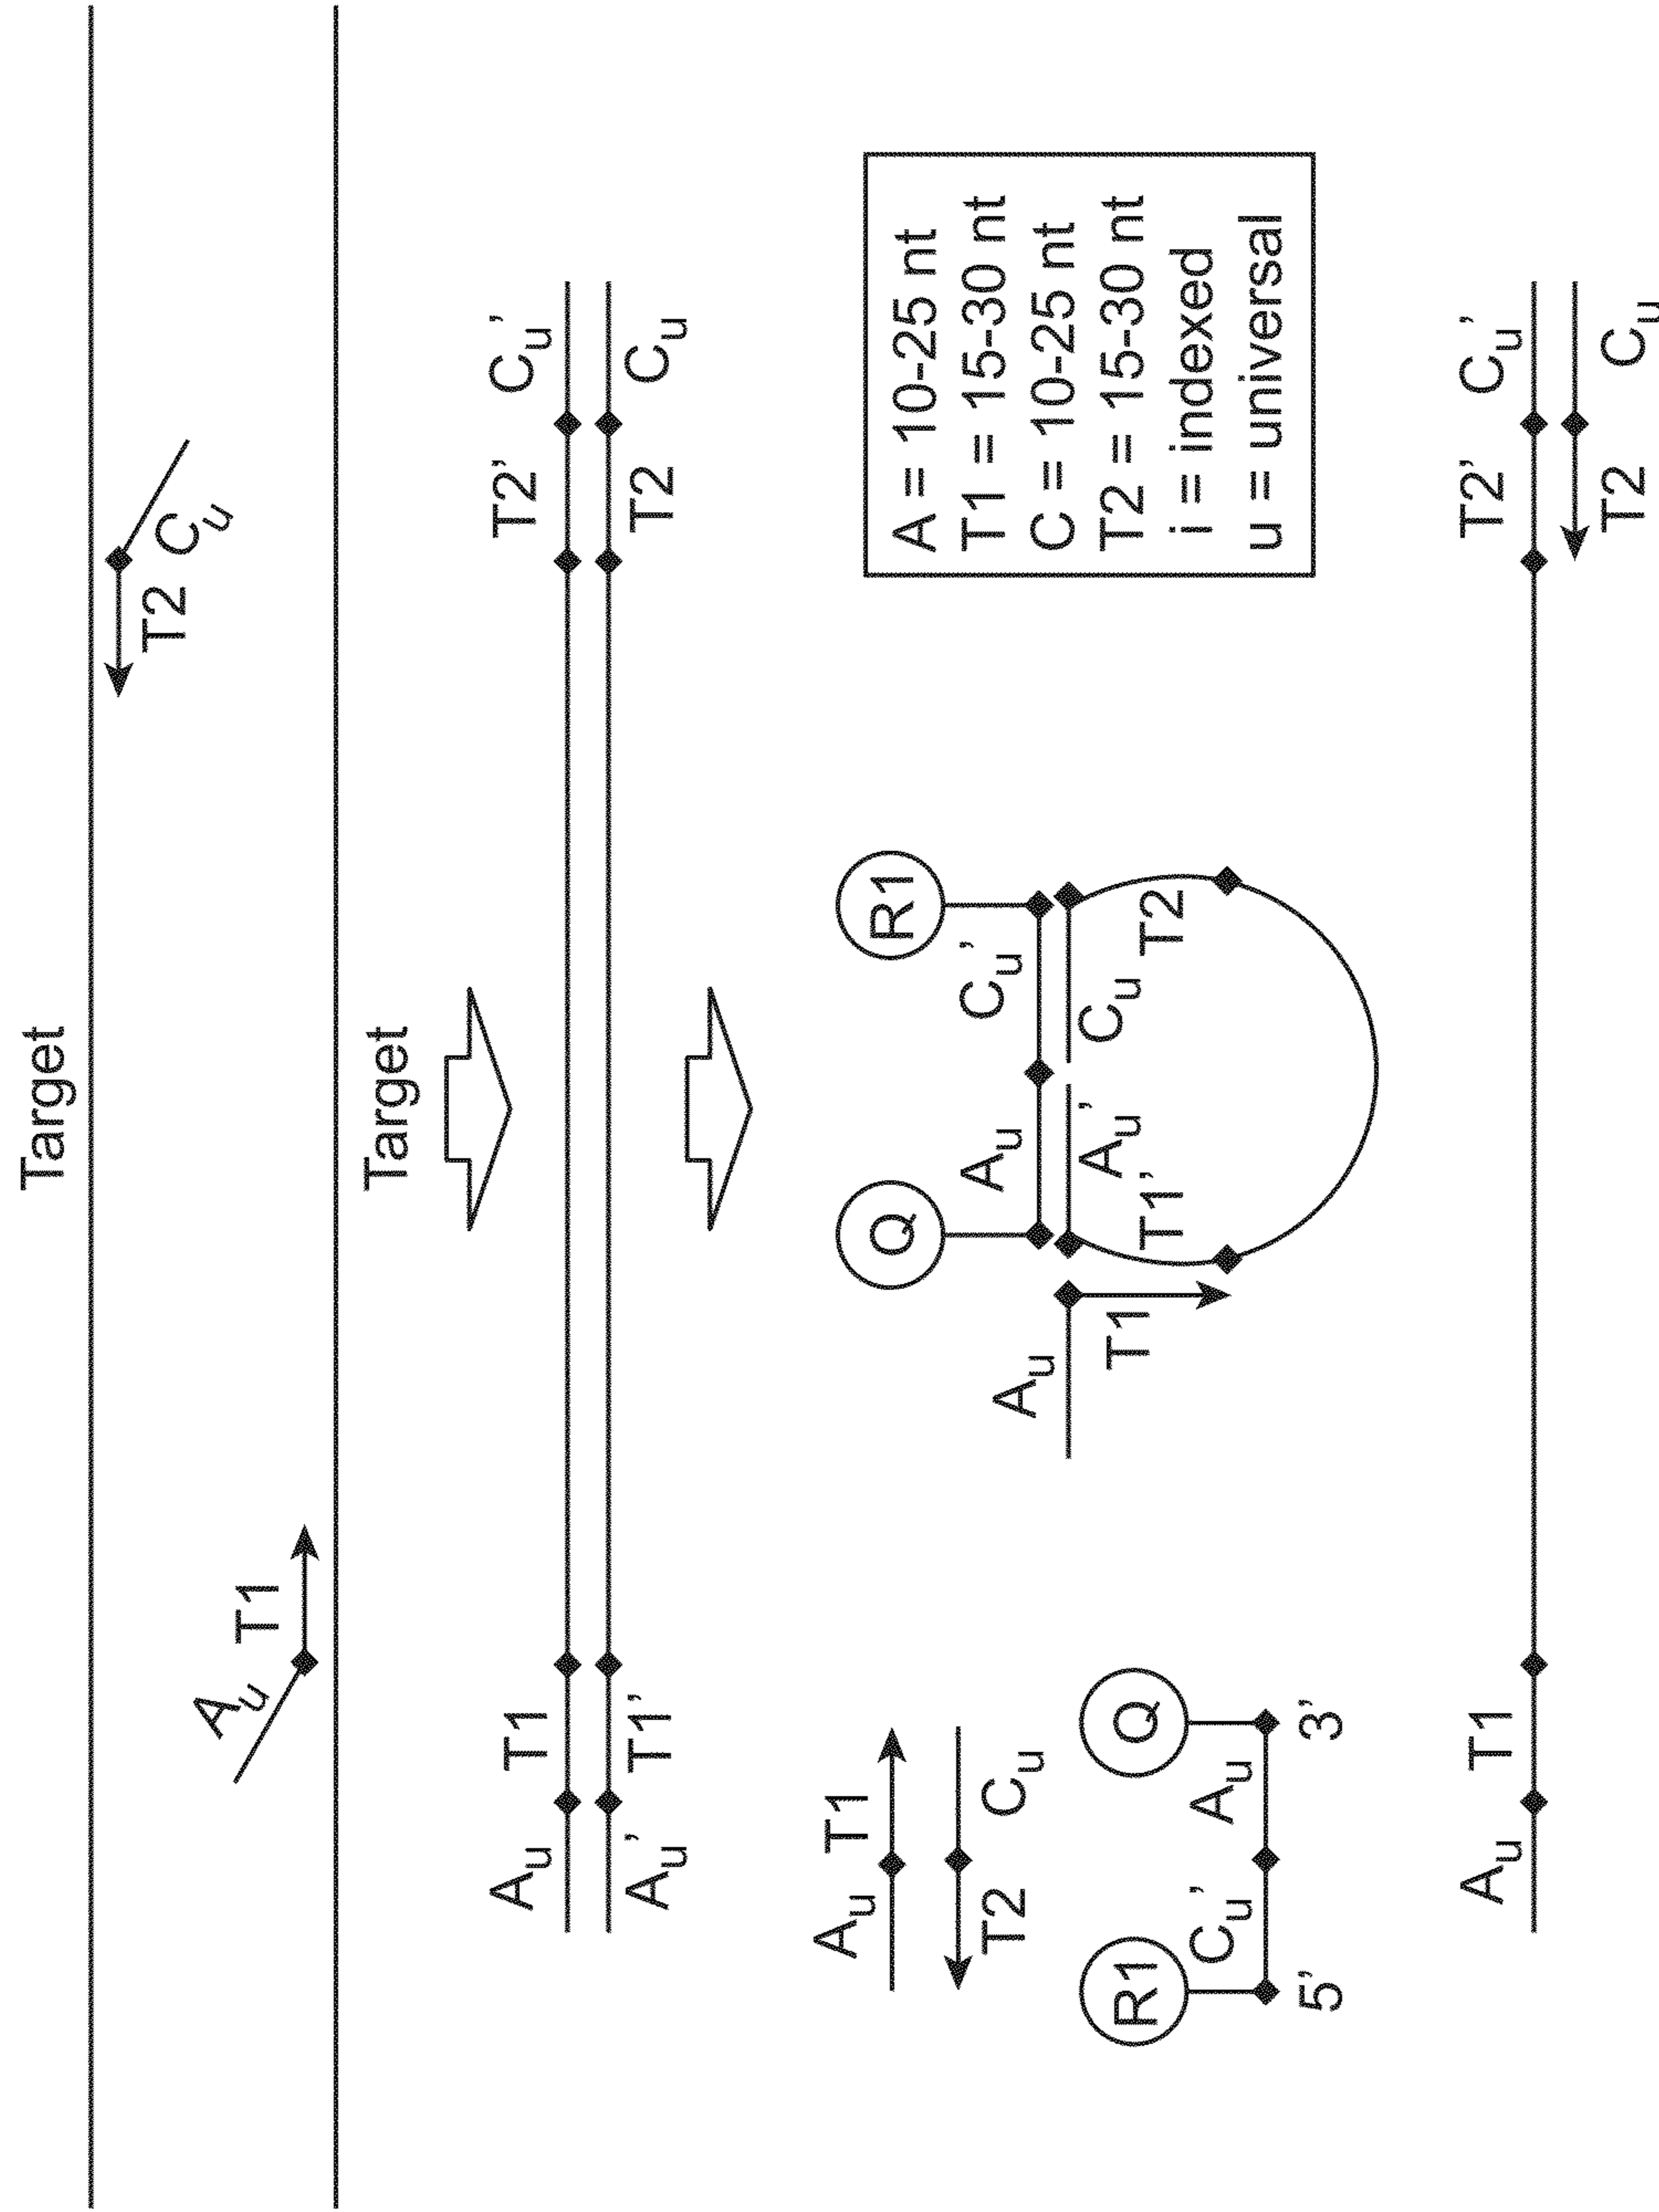 Target
T2 Cu
Au T1
Target
Au T1 T2' Cu'
Au' T1' T2 Cu
Au T1
T2 Cu
R1 Q
Cu' Au
5' 3'
Q R1
Au Cu'
Au' Cu
Au T1 T1' T2
A = 10-25 nt
T1 = 15-30 nt
C = 10-25 nt
T2 = 15-30 nt
i = indexed
u = universal
Au T1 T2' Cu'
T2 Cu